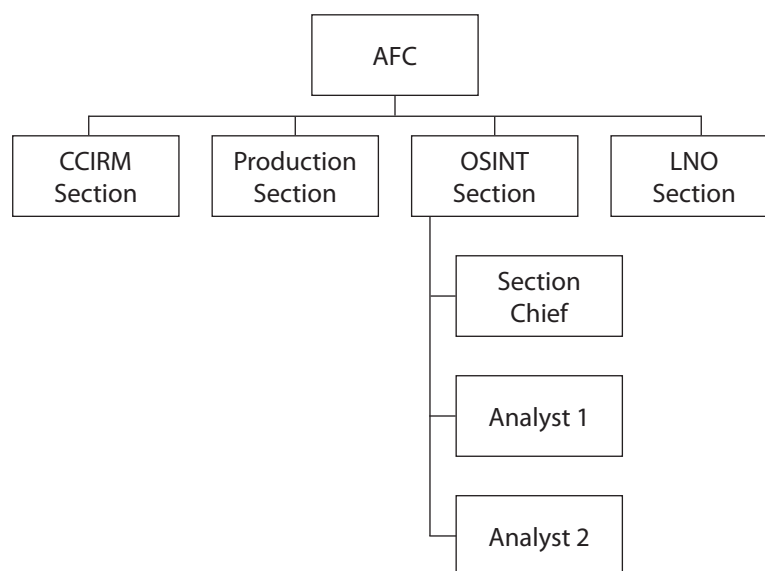 AFC
CCIRM
Section
Production
Section
OSINT
Section
LNO
Section
Section
Chief
Analyst 1
Analyst 2